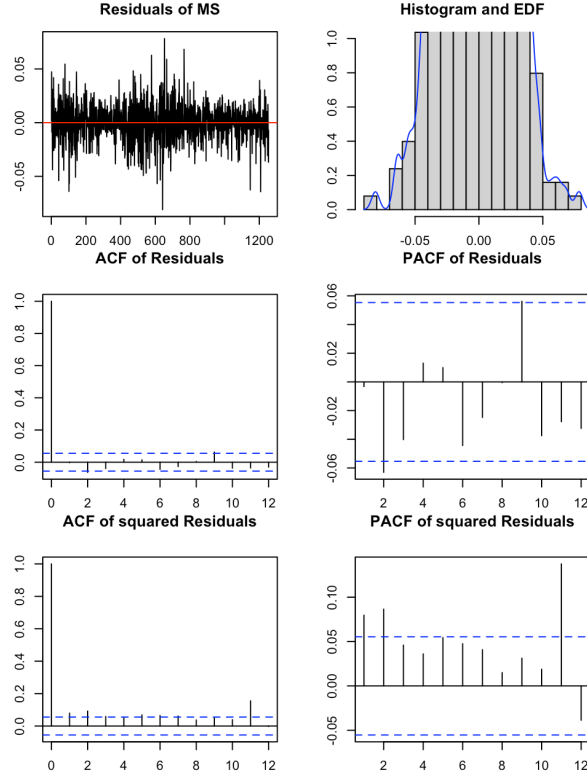 Residuals of MS
Histogram and EDF
0.05
0.00
-0.05
0 200 400 600 800 1200
1.0
0.8
0.6
0.4
0.2
0.0
-0.05 0.00 0.05
ACF of Residuals
PACF of Residuals
1.0
0.8
0.6
0.4
0.2
0.0
0 2 4 6 8 10 12
0.06
0.02
-0.02
-0.06
2 4 6 8 10 12
ACF of squared Residuals
PACF of squared Residuals
1.0
0.8
0.6
0.4
0.2
0.0
0 2 4 6 8 10 12
0.10
0.05
0.00
-0.05
2 4 6 8 10 12